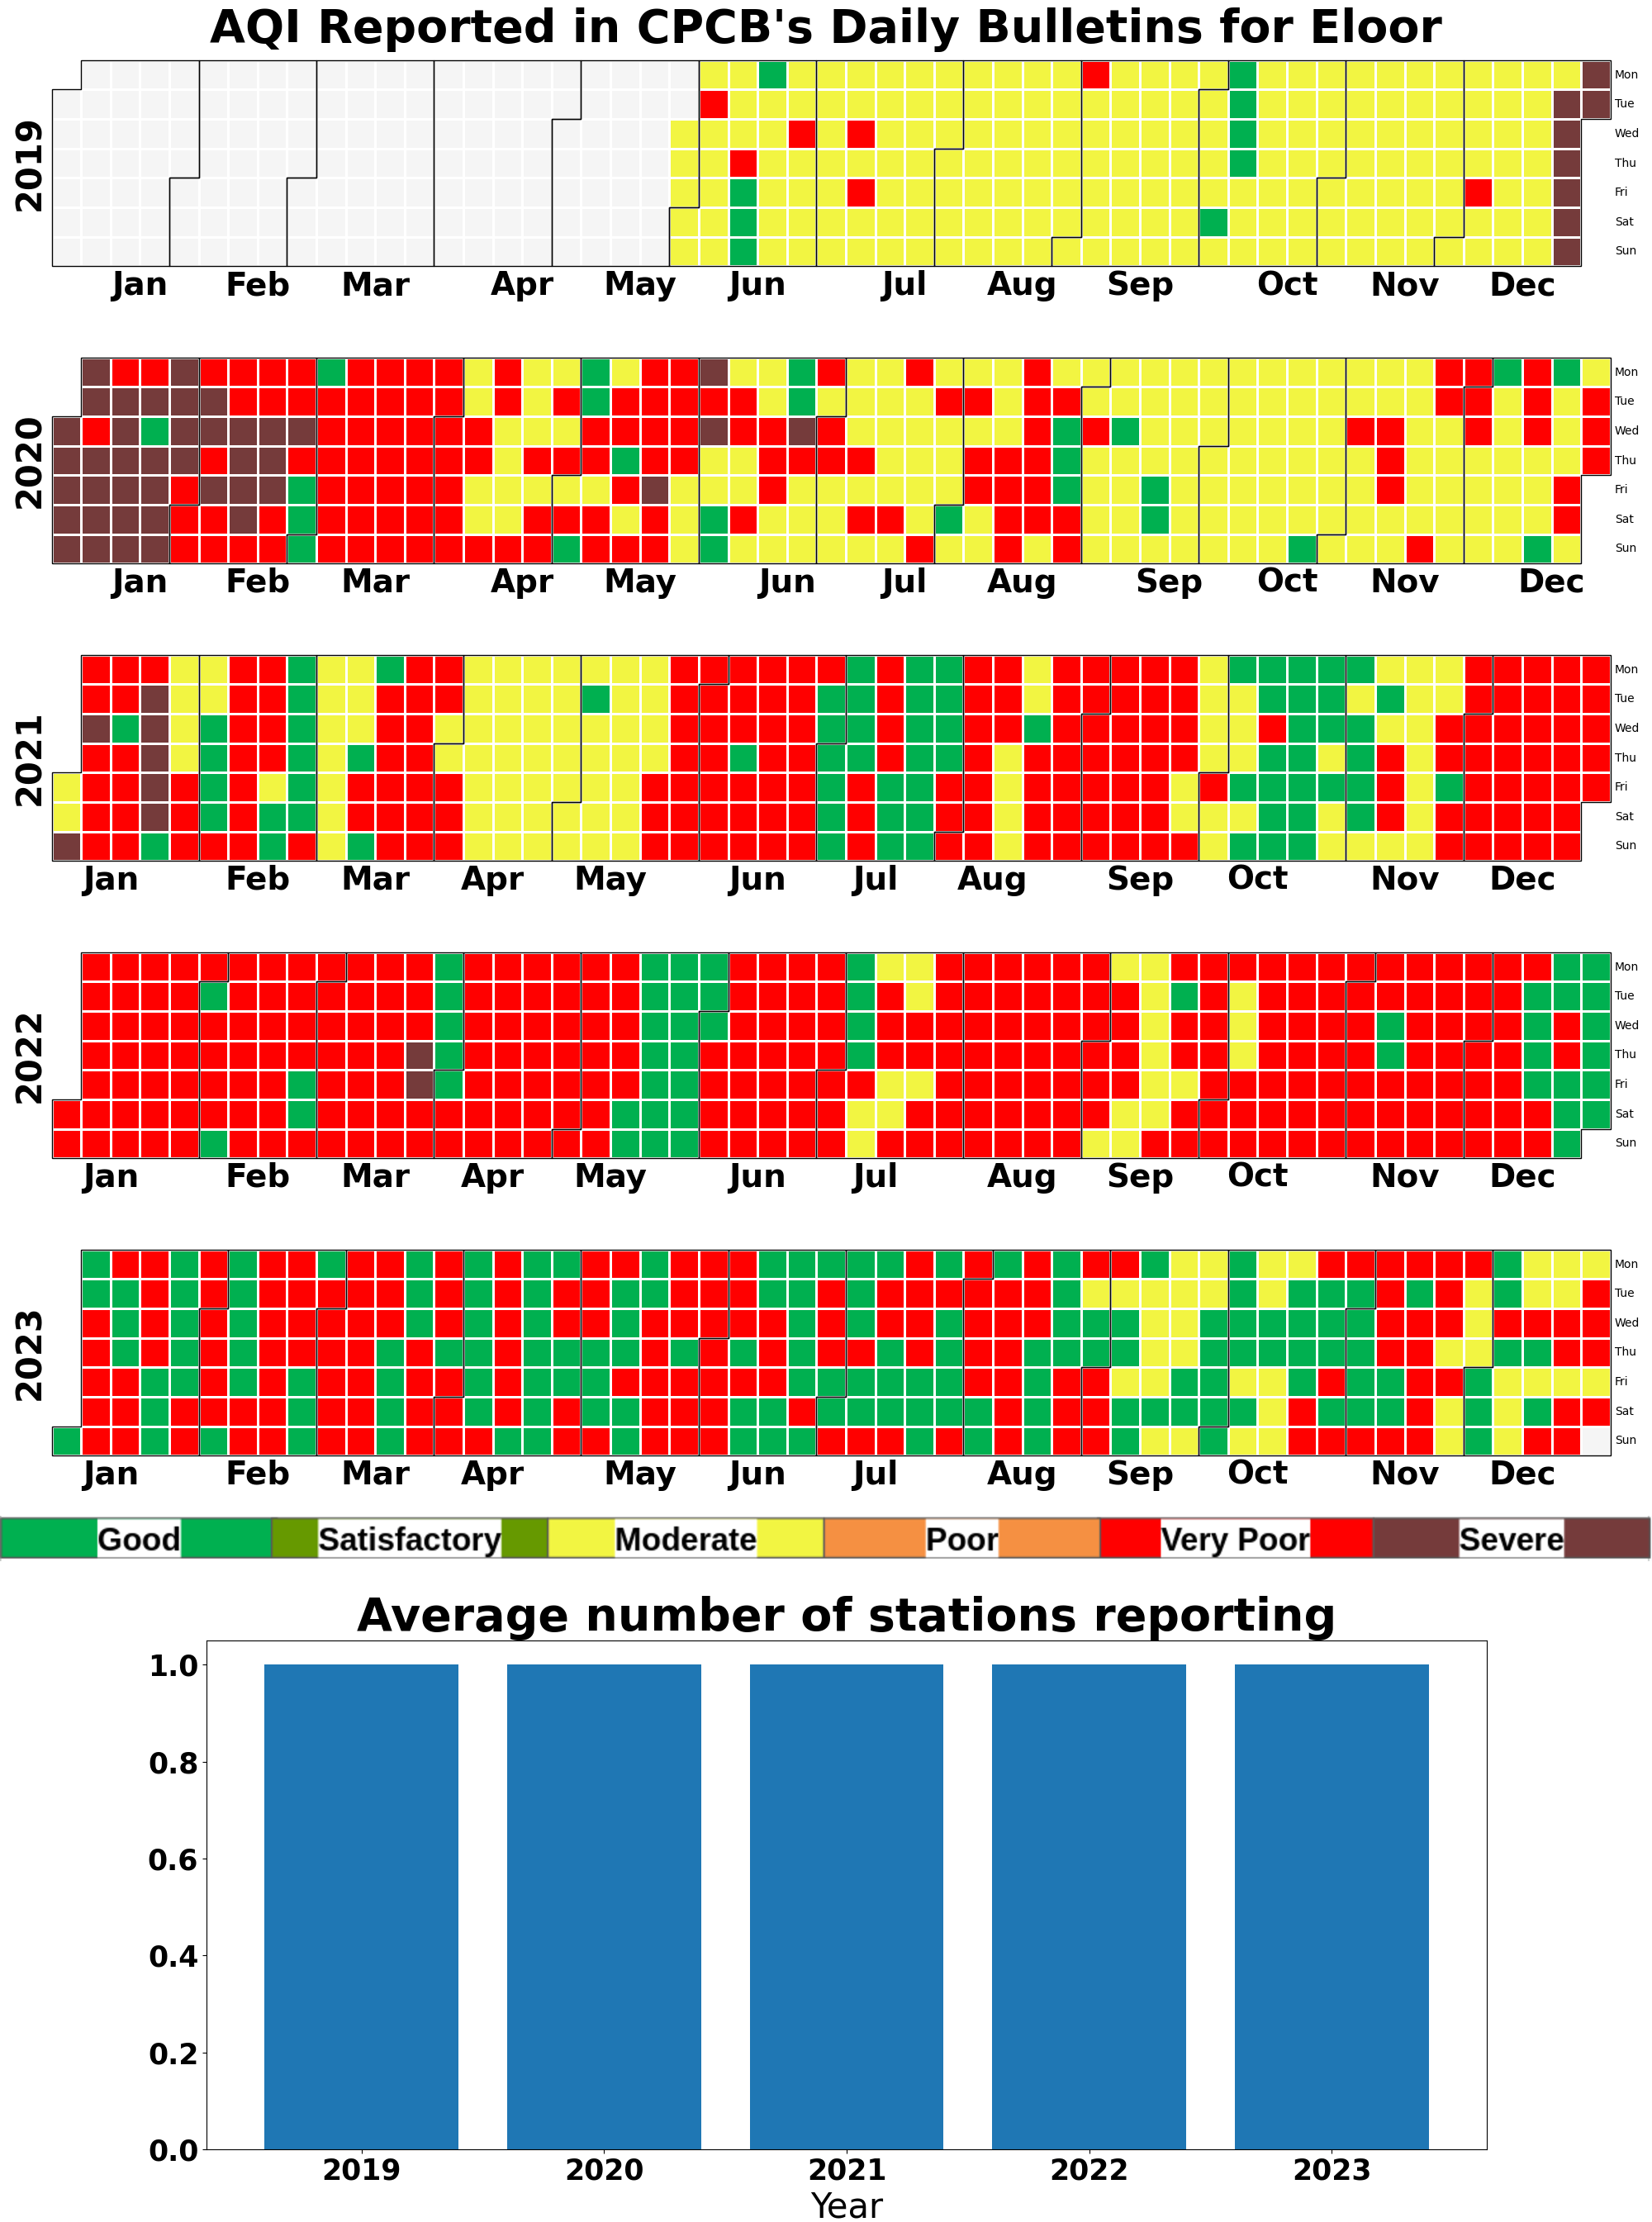 AQI Reported in CPCB's Daily Bulletins for Eloor
2019
Mon
Tue
Wed
Thu
Fri
Sat
Sun
Jan Feb Mar Apr May Jun Jul Aug Sep Oct Nov Dec
2020
Mon
Tue
Wed
Thu
Fri
Sat
Sun
Jan Feb Mar Apr May Jun Jul Aug Sep Oct Nov Dec
2021
Mon
Tue
Wed
Thu
Fri
Sat
Sun
Jan Feb Mar Apr May Jun Jul Aug Sep Oct Nov Dec
2022
Mon
Tue
Wed
Thu
Fri
Sat
Sun
Jan Feb Mar Apr May Jun Jul Aug Sep Oct Nov Dec
2023
Mon
Tue
Wed
Thu
Fri
Sat
Sun
Jan Feb Mar Apr May Jun Jul Aug Sep Oct Nov Dec
Good Satisfactory Moderate Poor Very Poor Severe
Average number of stations reporting
1.0
0.8
0.6
0.4
0.2
0.0
2019 2020 2021 2022 2023
Year